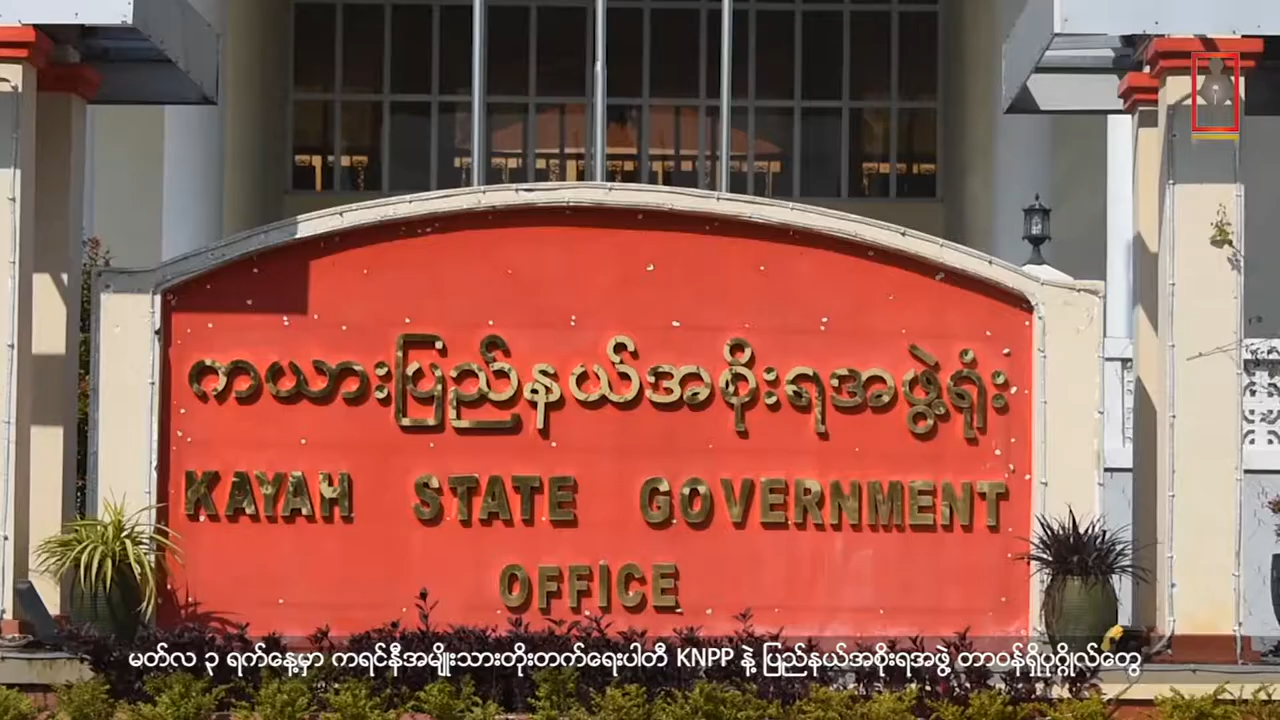 ကယားပြည်နယ်အစိုးရအဖွဲ့ရုံး
KAYAH STATE GOVERNMENT
OFFICE
မတ်လ ၃ ရက်နေ့မှာ ကရင်နီအမျိုးသားတိုးတက်ရေးပါတီ KNPP နဲ့ ပြည်နယ်အစိုးရအဖွဲ့ တာဝန်ရှိပုဂ္ဂိုလ်တွေ